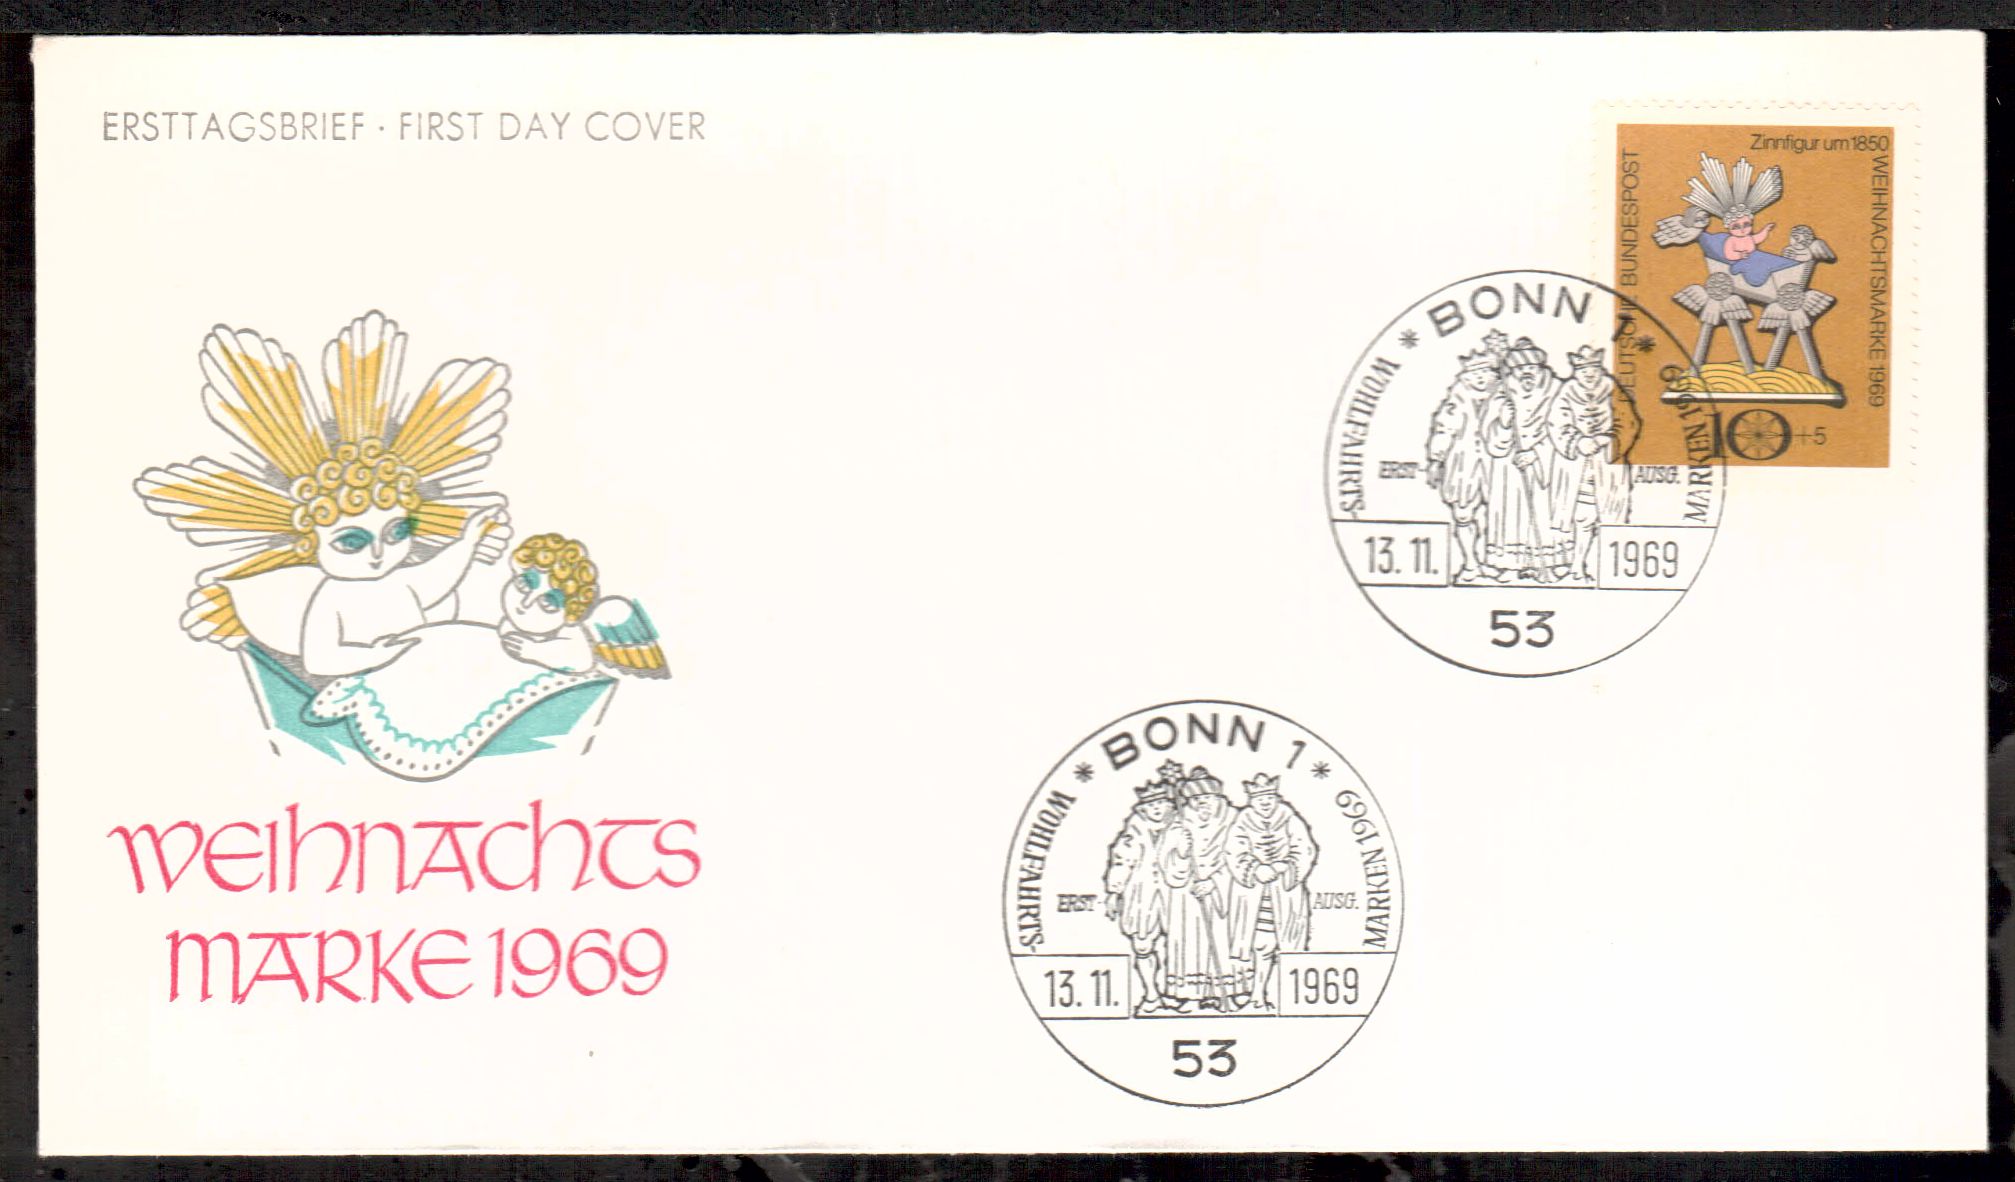 ERSTTAGSBRIEF · FIRST DAY COVER
Zinnfigur um 1850
WEIHNACHTSMARKE 1969
DEUTSCHE BUNDESPOST
10+5
* BONN 1 *
WOHLFAHRTS-
MARKEN 1969
ERST- AUSG.
13.11. 1969
53
WEIHNACHTS
MARKE 1969
* BONN 1 *
WOHLFAHRTS-
MARKEN 1969
ERST- AUSG.
13.11. 1969
53